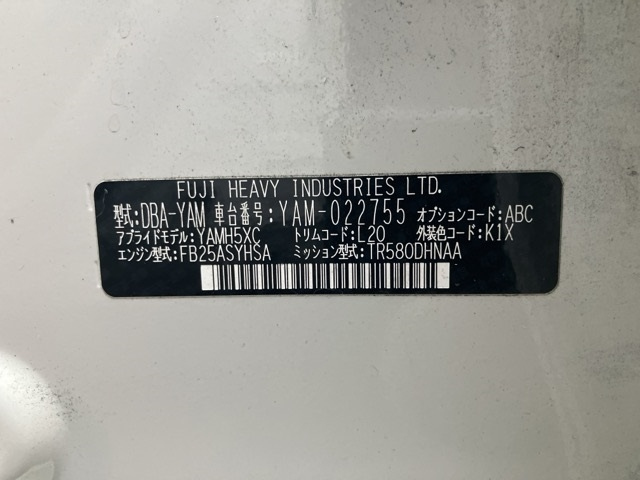 FUJI HEAVY INDUSTRIES LTD.
型式:DBA-YAM 車台番号:YAM-022755 オプションコード:ABC
アプライドモデル:YAMH5XC トリムコード:L20 外装色コード:K1X
エンジン型式:FB25ASYHSA ミッション型式:TR580DHNAA